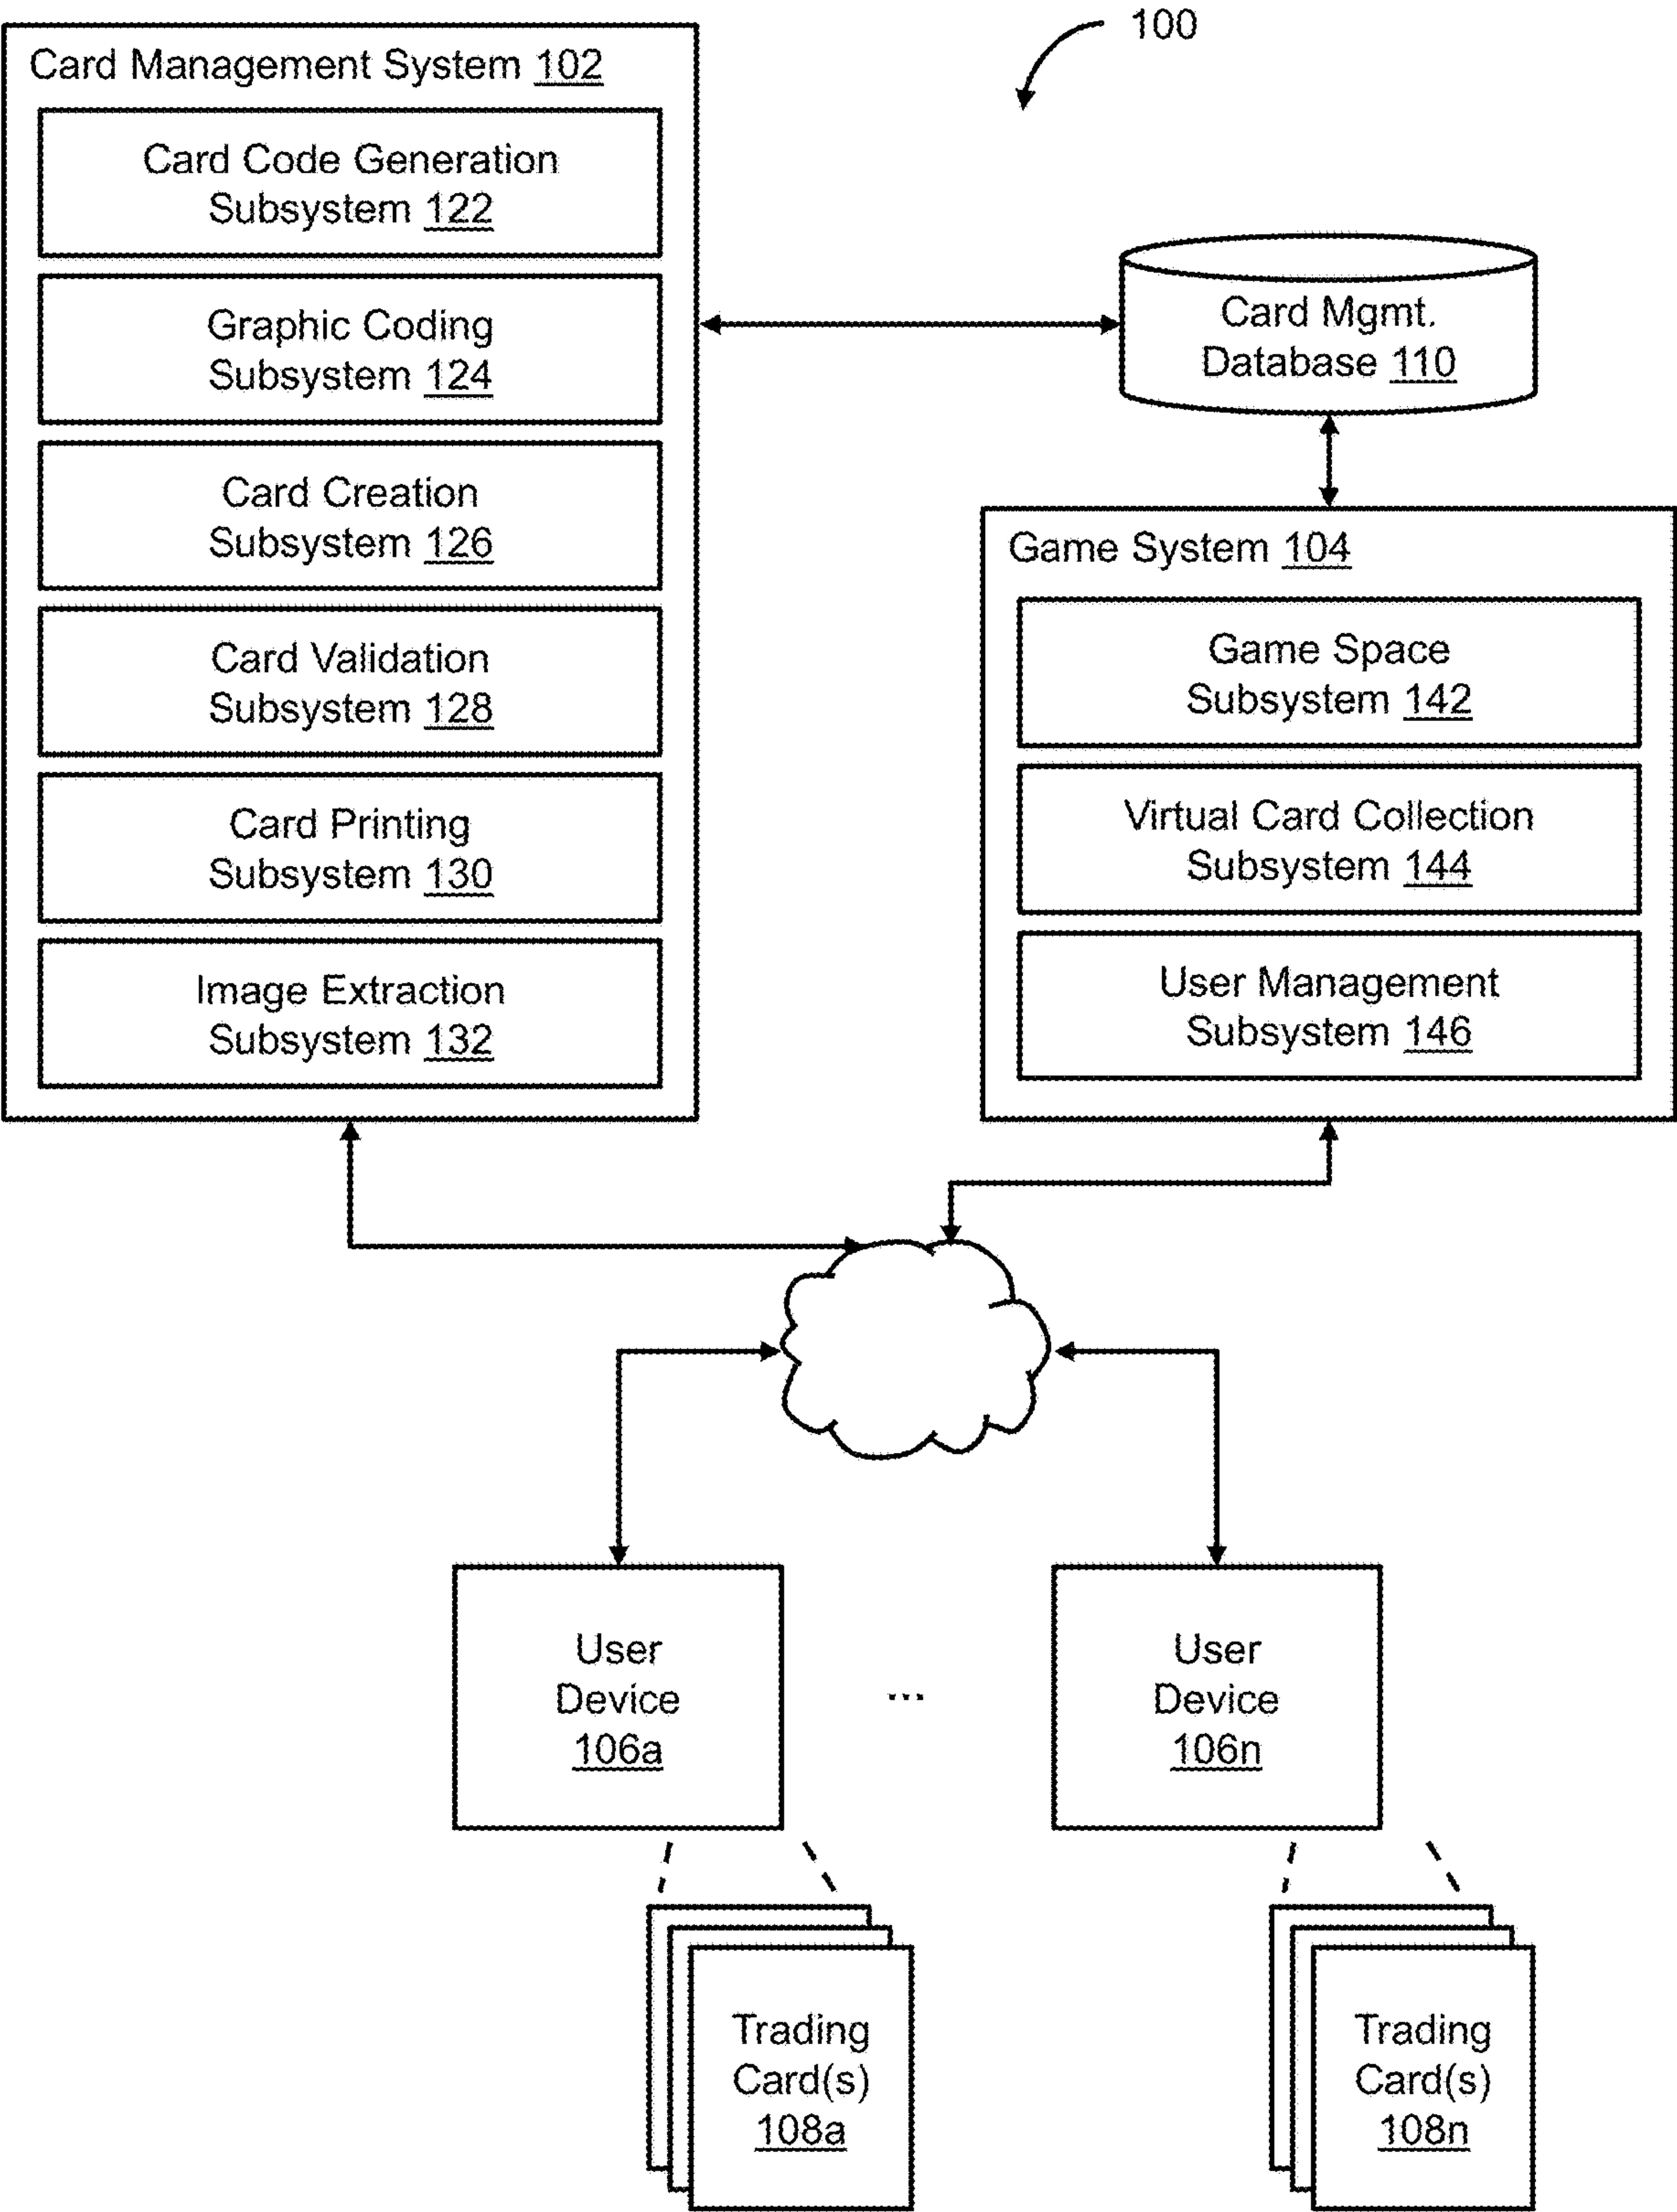 100
Card Management System 102
Card Code Generation
Subsystem 122
Graphic Coding
Subsystem 124
Card Creation
Subsystem 126
Card Validation
Subsystem 128
Card Printing
Subsystem 130
Image Extraction
Subsystem 132
Card Mgmt.
Database 110
Game System 104
Game Space
Subsystem 142
Virtual Card Collection
Subsystem 144
User Management
Subsystem 146
User
Device
106a
...
User
Device
106n
Trading
Card(s)
108a
Trading
Card(s)
108n